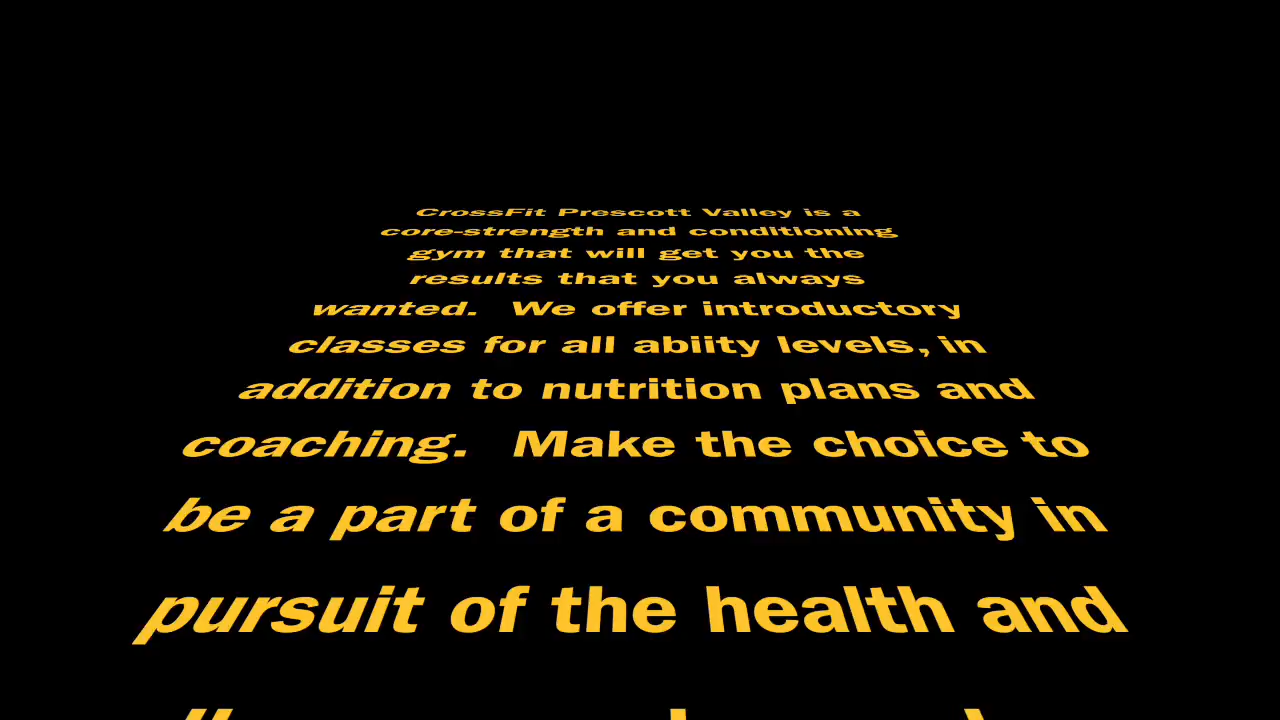 CrossFit Prescott Valley is a
core-strength and conditioning
gym that will get you the
results that you always
wanted.  We offer introductory
classes for all abiity levels, in
addition to nutrition plans and
coaching.  Make the choice to
be a part of a community in
pursuit of the health and